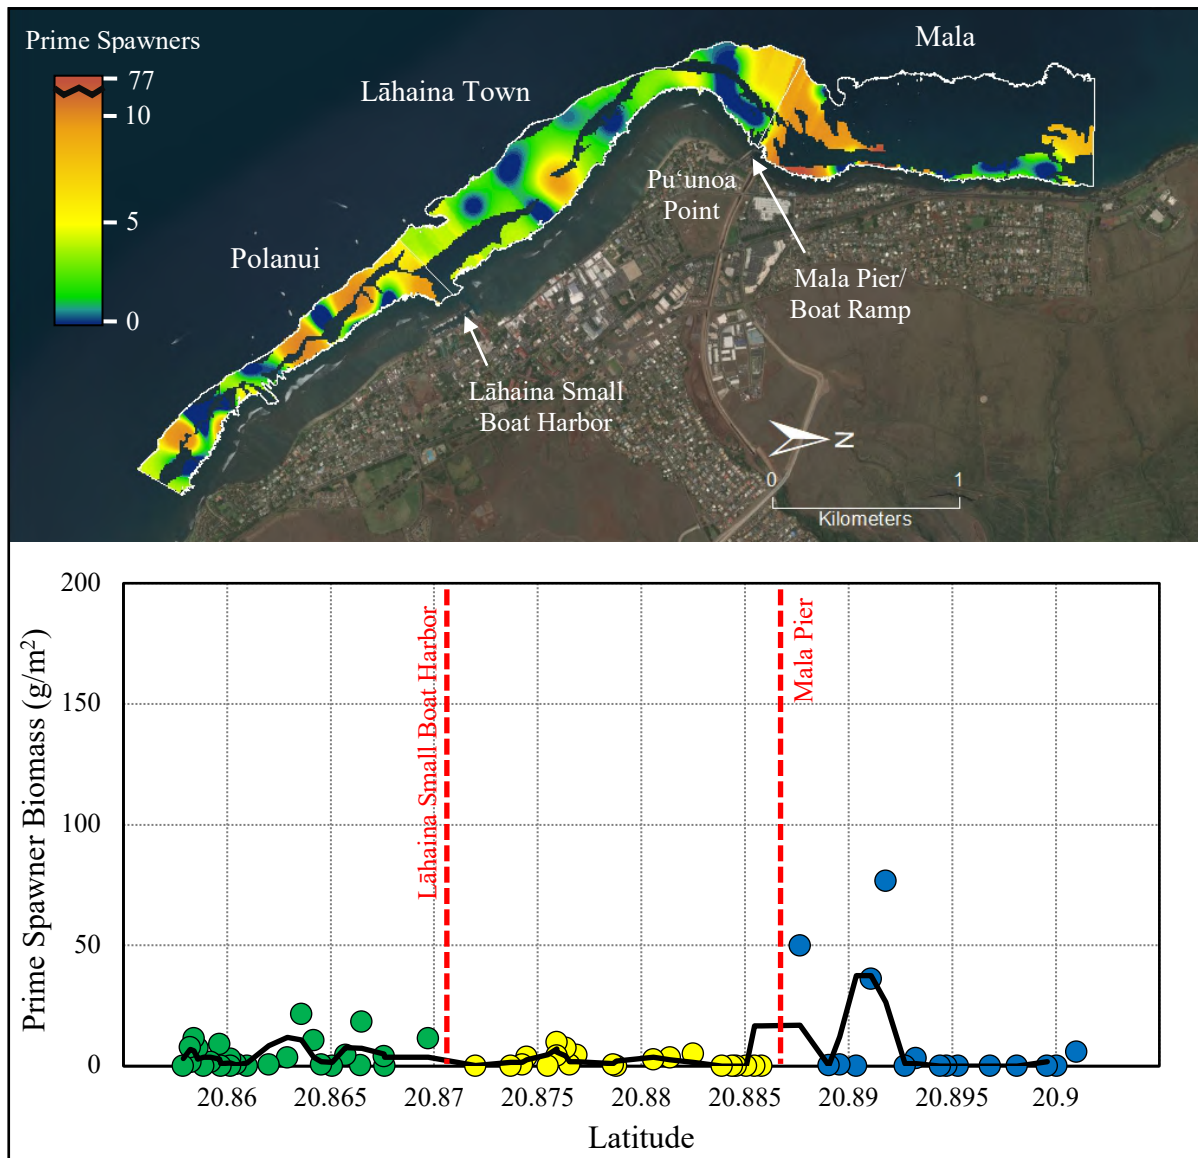 Prime Spawners
77
10
5
0
Mala
Lāhaina Town
Puʻunoa
Point
Polanui
Mala Pier/
Boat Ramp
Lāhaina Small
Boat Harbor
N
0
1
Kilometers
Prime Spawner Biomass (g/m²)
200
150
100
50
0
Lāhaina Small Boat Harbor
Mala Pier
20.86
20.865
20.87
20.875
20.88
20.885
20.89
20.895
20.9
Latitude